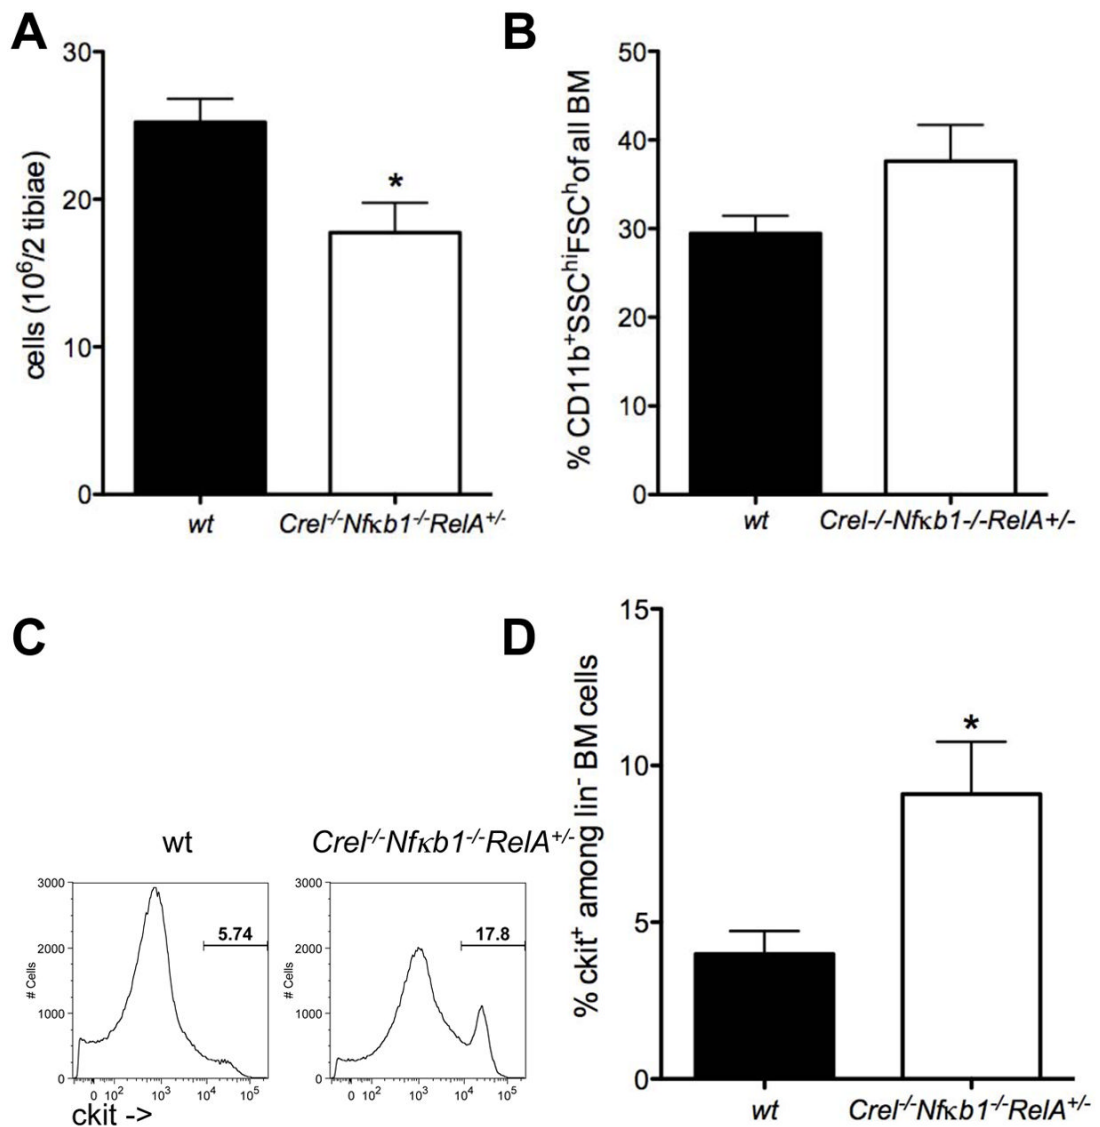 A
B
30
20
10
0
cells (10⁶/2 tibiae)
*
wt
Crel⁻/⁻Nfκb1⁻/⁻RelA⁺/⁻
50
40
30
20
10
0
% CD11b⁺SSCʰⁱFSCʰof all BM
wt
Crel-/-Nfκb1-/-RelA+/-
C
D
wt
Crel⁻/⁻Nfκb1⁻/⁻RelA⁺/⁻
3000
2000
1000
0
# Cells
5.74
0 10² 10³ 10⁴ 10⁵
ckit ->
3000
2000
1000
0
# Cells
17.8
0 10² 10³ 10⁴ 10⁵
15
10
5
0
% ckit⁺ among lin⁻ BM cells
*
wt
Crel⁻/⁻Nfκb1⁻/⁻RelA⁺/⁻